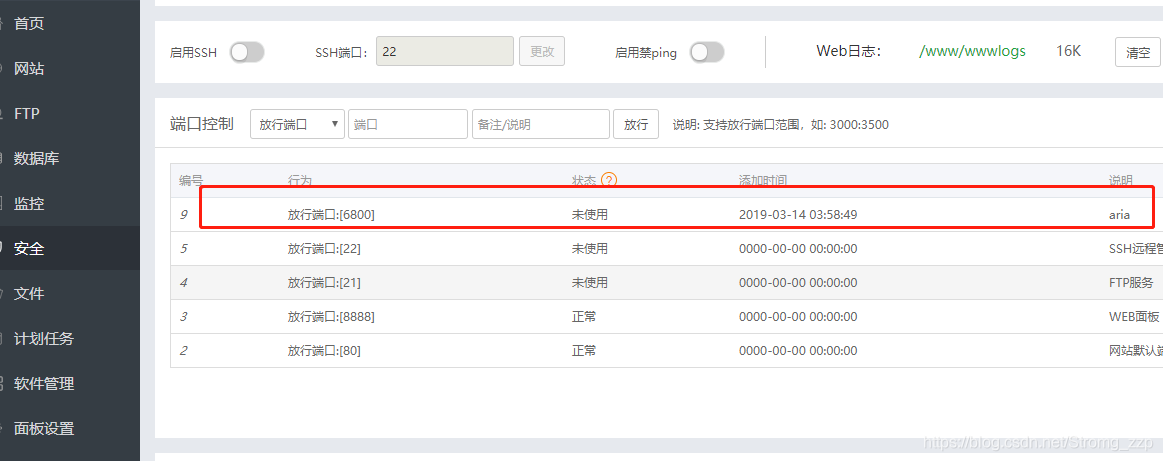 首页
网站
FTP
数据库
监控
安全
文件
计划任务
软件管理
面板设置
启用SSH SSH端口: 22 更改 启用禁ping Web日志: /www/wwwlogs 16K 清空
端口控制 放行端口 端口 备注/说明 放行 说明: 支持放行端口范围，如: 3000:3500
编号 行为 状态 ? 添加时间 说明
9 放行端口:[6800] 未使用 2019-03-14 03:58:49 aria
5 放行端口:[22] 未使用 0000-00-00 00:00:00 SSH远程管
4 放行端口:[21] 未使用 0000-00-00 00:00:00 FTP服务
3 放行端口:[8888] 正常 0000-00-00 00:00:00 WEB面板
2 放行端口:[80] 正常 0000-00-00 00:00:00 网站默认端
https://blog.csdn.net/Stromg_zzp